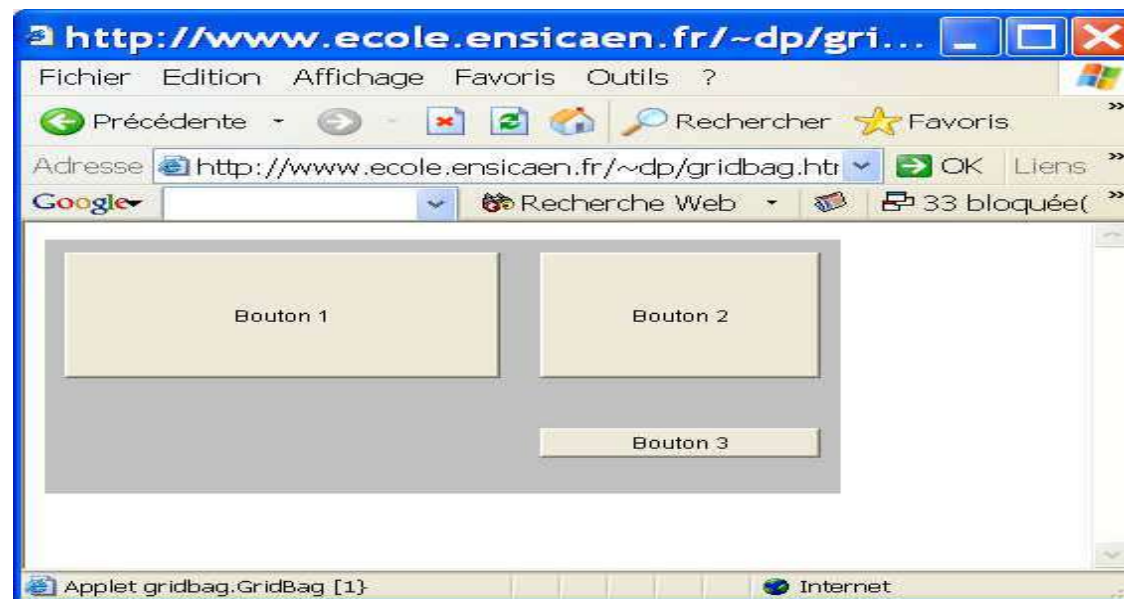 http://www.ecole.ensicaen.fr/~dp/gri...
Fichier Edition Affichage Favoris Outils ?
Précédente Rechercher Favoris »
Adresse http://www.ecole.ensicaen.fr/~dp/gridbag.htr OK Liens »
Google Recherche Web 33 bloquée( »
Bouton 1 Bouton 2
Bouton 3
Applet gridbag.GridBag [1} Internet